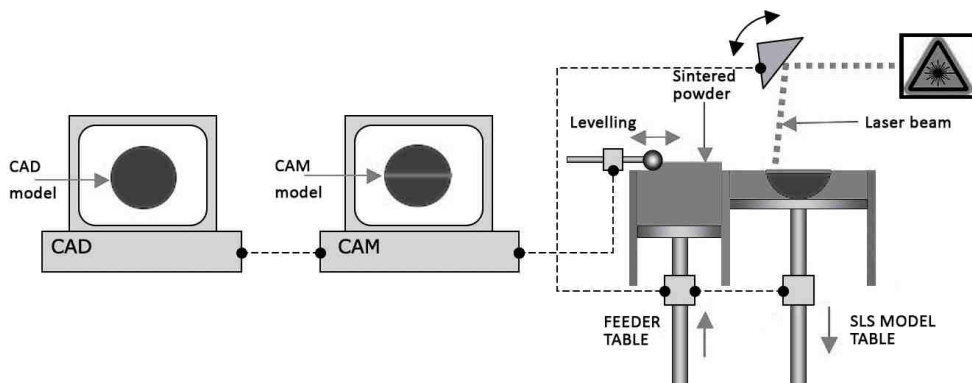 Sintered
powder
Levelling
Laser beam
CAD
model
CAM
model
CAD
CAM
FEEDER
TABLE
SLS MODEL
TABLE